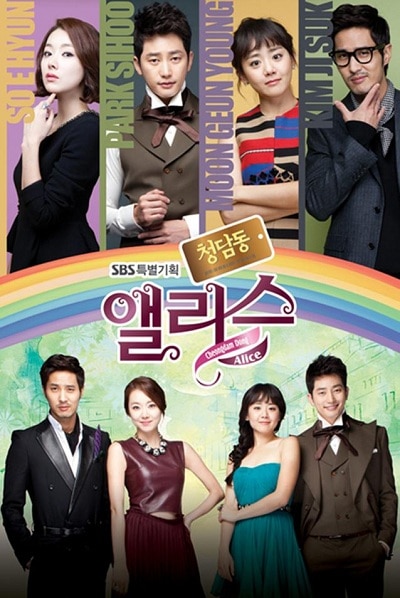 SO E HYUN
PARK SI HOO
MOON GEUN YOUNG
KIM JI SUK
청담동
SBS 특별기획
앨리스
Cheongdam Dong
Alice